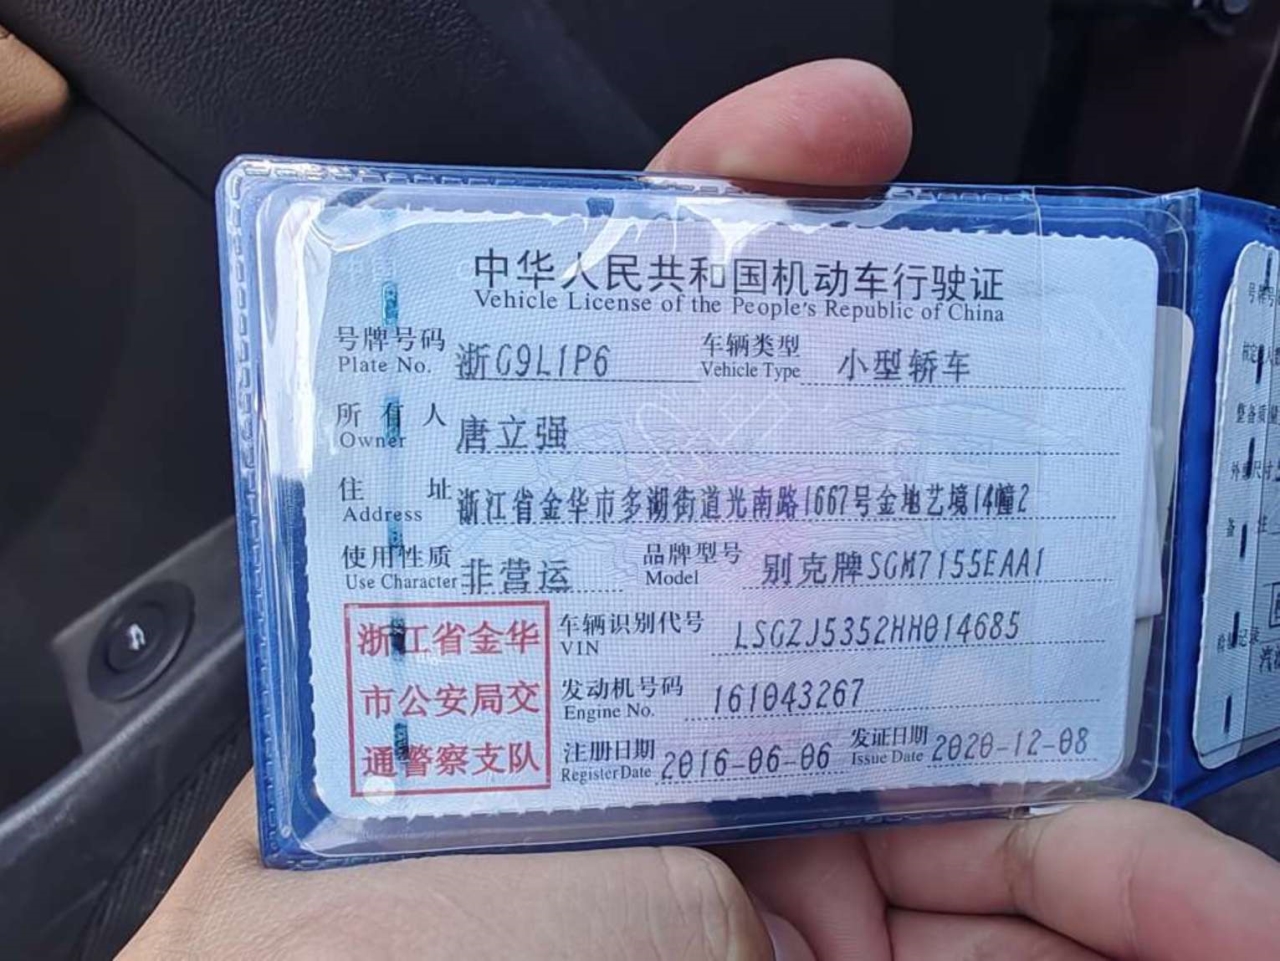 中华人民共和国机动车行驶证
Vehicle License of the People's Republic of China
号牌号码 浙G9L1P6 车辆类型 小型轿车
Plate No. Vehicle Type
所有人 唐立强
Owner
住址 浙江省金华市多湖街道光南路1667号金地艺境14幢2
Address
使用性质 非营运 品牌型号 别克牌SGM7155EAA1
Use Character Model
浙江省金华
市公安局交
通警察支队
车辆识别代号 LSGZJ5352HH014685
VIN
发动机号码 161043267
Engine No.
注册日期 2016-06-06 发证日期 2020-12-08
Register Date Issue Date